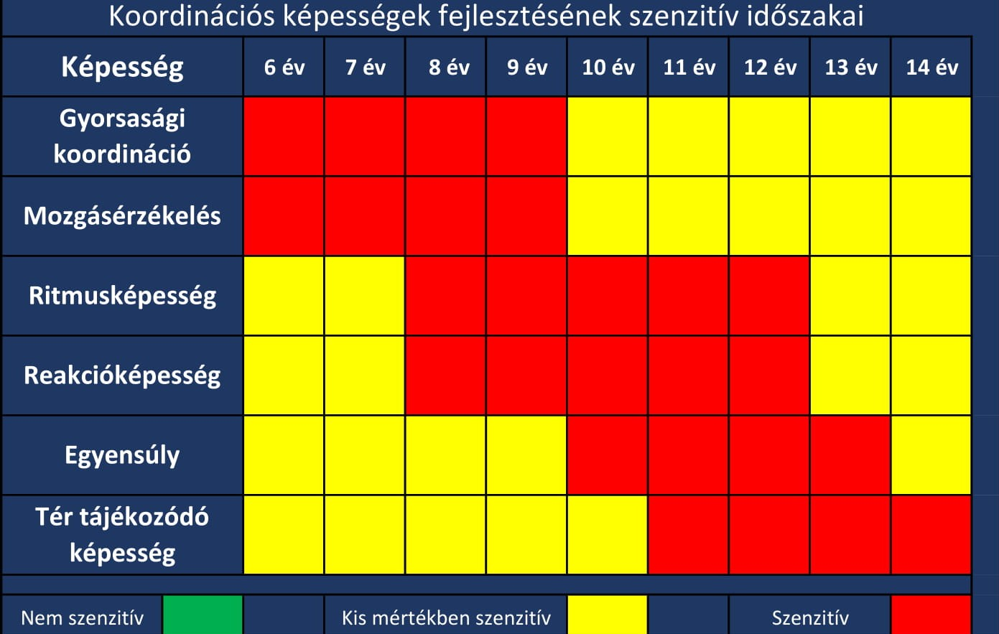 Koordinációs képességek fejlesztésének szenzitív időszakai
Képesség 6 év 7 év 8 év 9 év 10 év 11 év 12 év 13 év 14 év
Gyorsasági
koordináció
Mozgásérzékelés
Ritmusképesség
Reakcióképesség
Egyensúly
Tér tájékozódó
képesség
Nem szenzitív Kis mértékben szenzitív Szenzitív